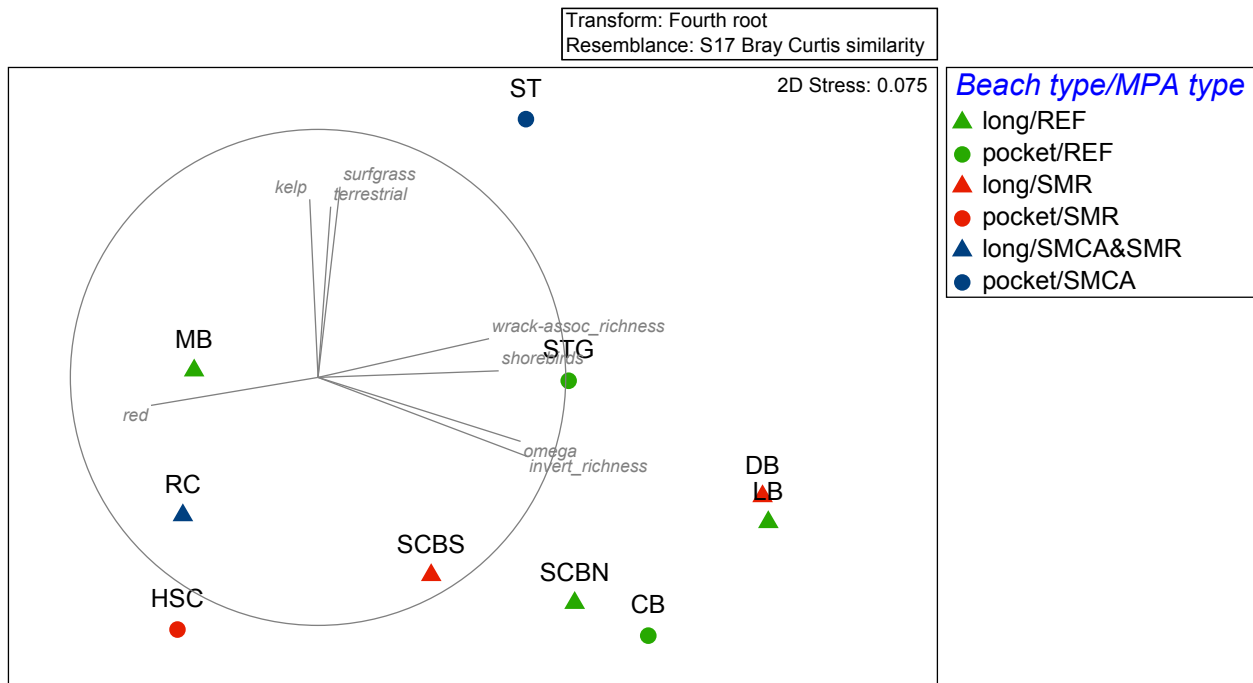 Transform: Fourth root
Resemblance: S17 Bray Curtis similarity
2D Stress: 0.075
Beach type/MPA type
long/REF
pocket/REF
long/SMR
pocket/SMR
long/SMCA&SMR
pocket/SMCA
ST
surfgrass
kelp
terrestrial
wrack-assoc_richness
MB
STG
shorebirds
red
omega
invert_richness
DB
LB
RC
SCBS
SCBN
HSC
CB